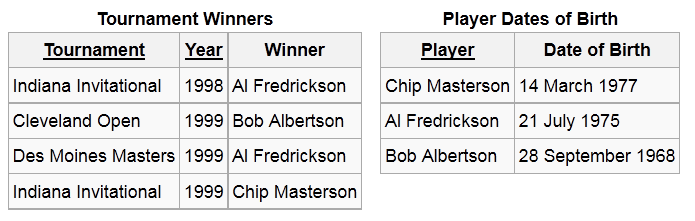 Tournament Winners
Tournament Year Winner
Indiana Invitational 1998 Al Fredrickson
Cleveland Open 1999 Bob Albertson
Des Moines Masters 1999 Al Fredrickson
Indiana Invitational 1999 Chip Masterson
Player Dates of Birth
Player Date of Birth
Chip Masterson 14 March 1977
Al Fredrickson 21 July 1975
Bob Albertson 28 September 1968